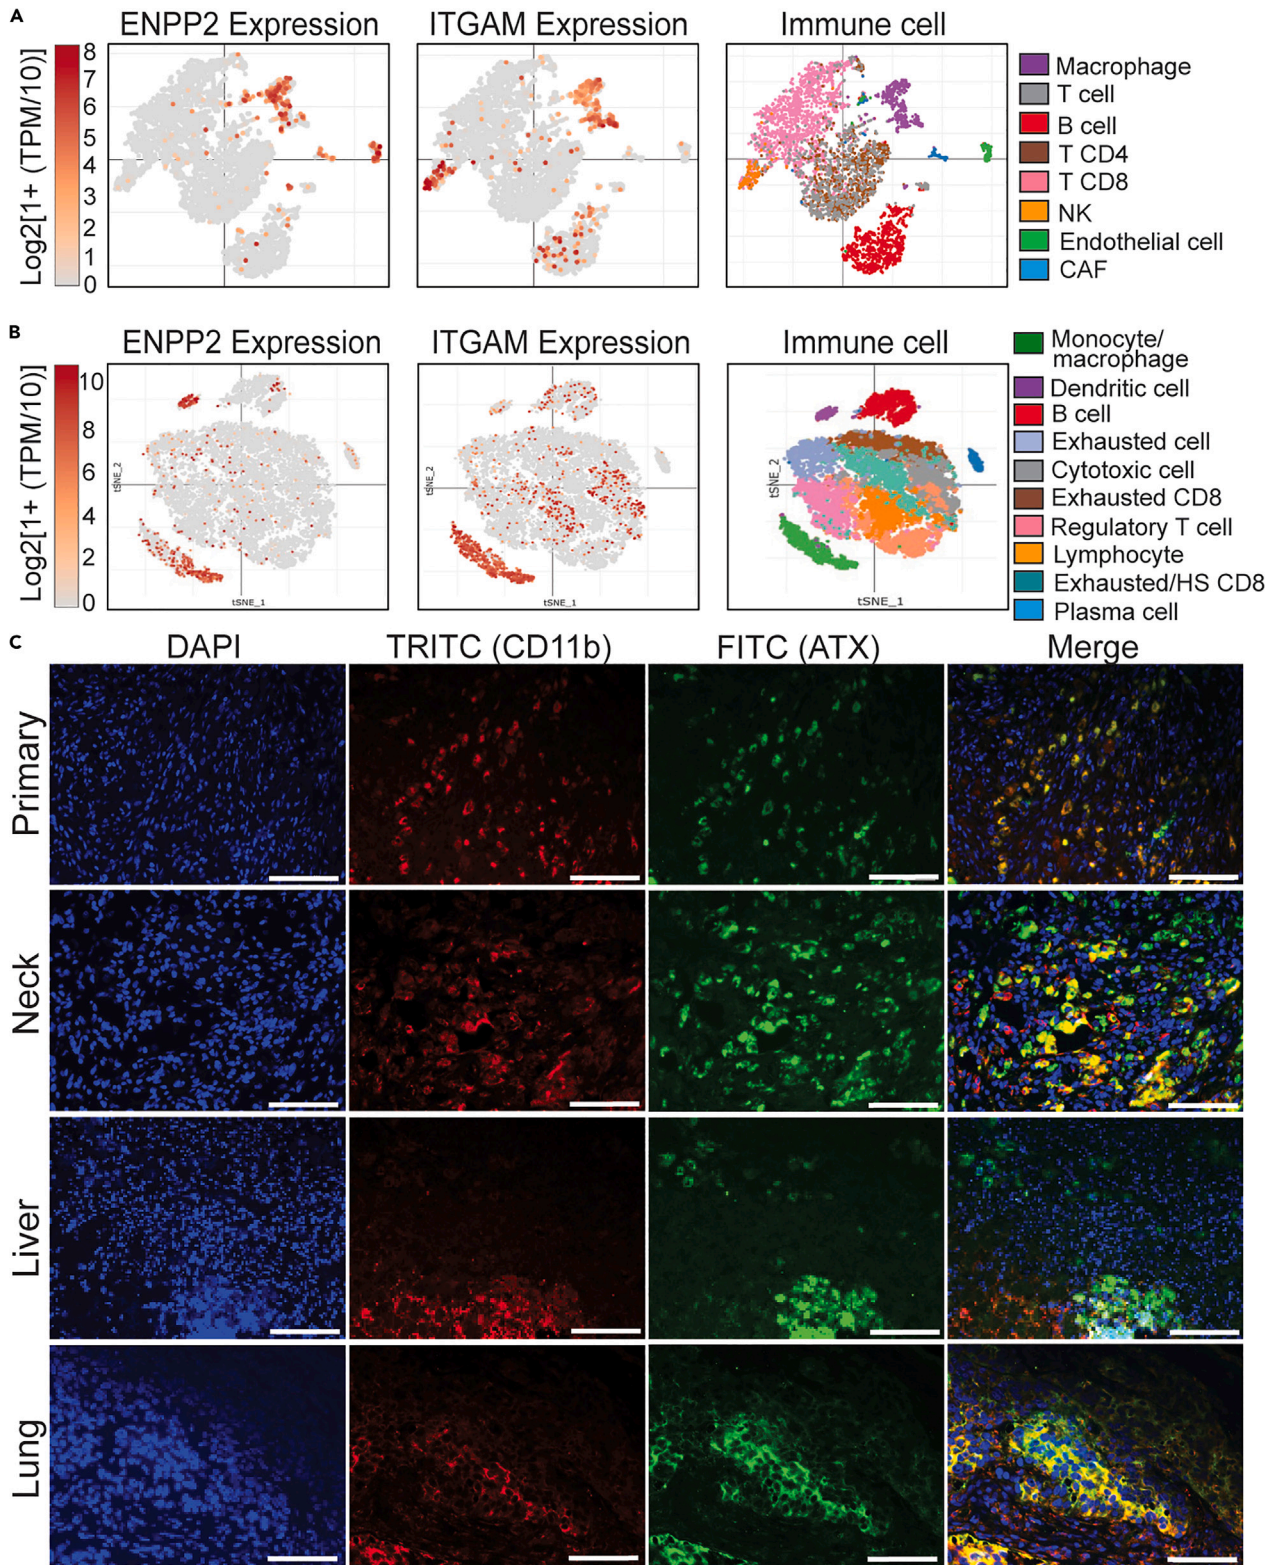 A
ENPP2 Expression
ITGAM Expression
Immune cell
Log2[1+ (TPM/10)]
8
7
6
5
4
3
2
1
0
Macrophage
T cell
B cell
T CD4
T CD8
NK
Endothelial cell
CAF
B
ENPP2 Expression
ITGAM Expression
Immune cell
Log2[1+ (TPM/10)]
10
8
6
4
2
0
tSNE_2
tSNE_1
tSNE_2
tSNE_1
tSNE_2
tSNE_1
Monocyte/
macrophage
Dendritic cell
B cell
Exhausted cell
Cytotoxic cell
Exhausted CD8
Regulatory T cell
Lymphocyte
Exhausted/HS CD8
Plasma cell
C
DAPI
TRITC (CD11b)
FITC (ATX)
Merge
Primary
Neck
Liver
Lung